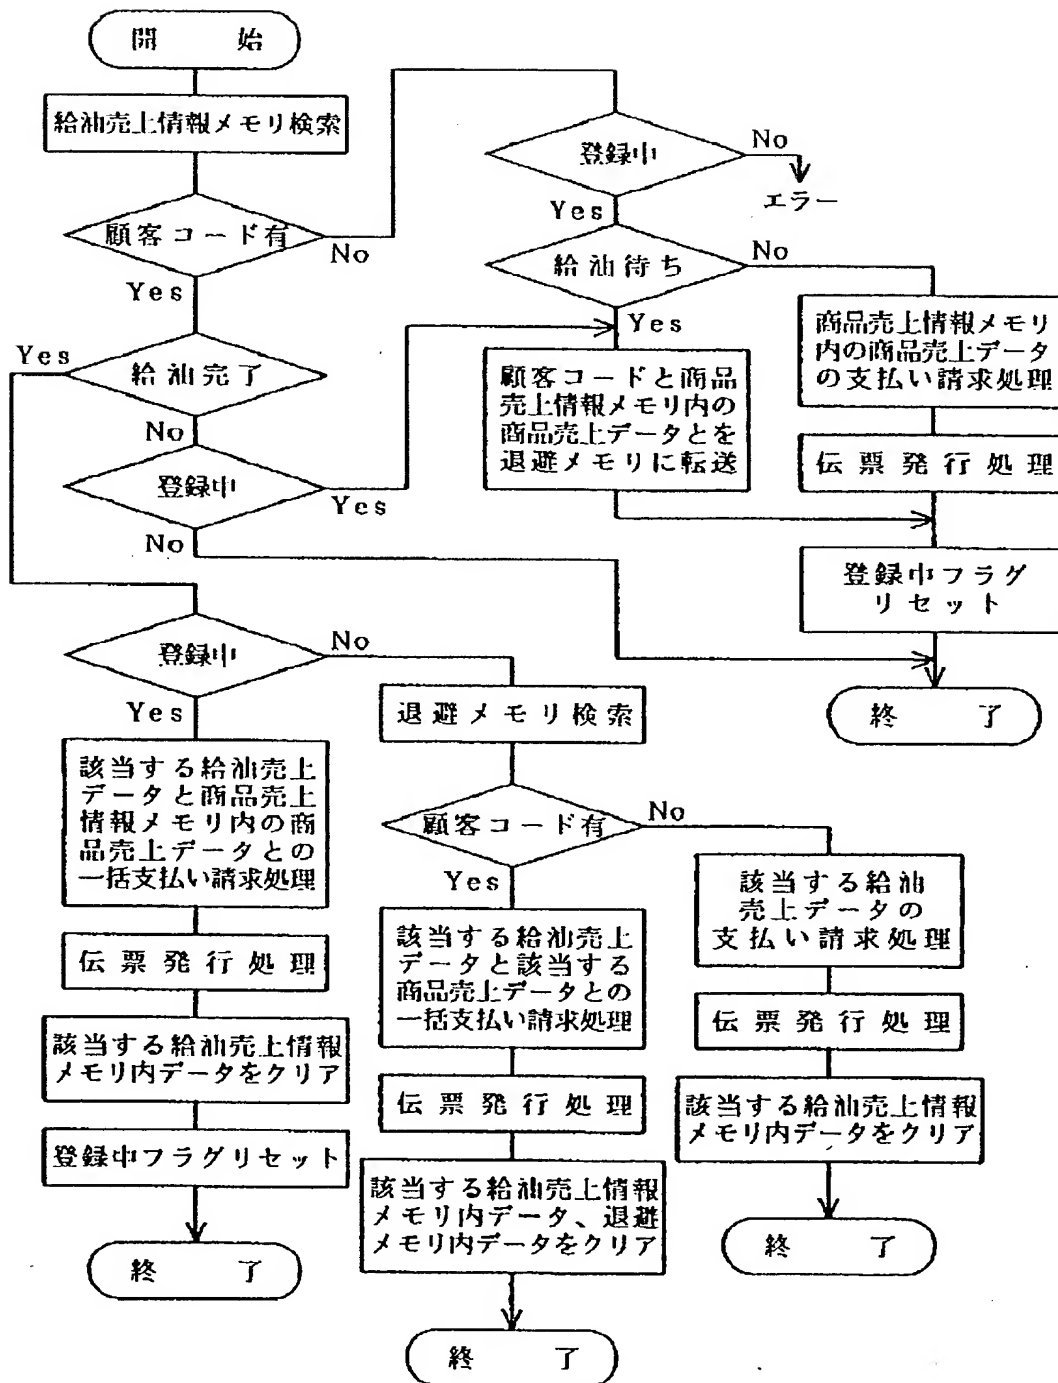 開 始
給油売上情報メモリ検索
顧客コード有
No
Yes
給油完了
Yes
No
登録中
Yes
No
登録中
No
エラー
Yes
給油待ち
No
Yes
顧客コードと商品
売上情報メモリ内の
商品売上データとを
退避メモリに転送
商品売上情報メモリ
内の商品売上データ
の支払い請求処理
伝票発行処理
登録中フラグ
リセット
終 了
登録中
No
Yes
該当する給油売上
データと商品売上
情報メモリ内の商
品売上データとの
一括支払い請求処理
伝票発行処理
該当する給油売上情報
メモリ内データをクリア
登録中フラグリセット
終 了
退避メモリ検索
顧客コード有
No
Yes
該当する給油売上
データと該当する
商品売上データとの
一括支払い請求処理
伝票発行処理
該当する給油売上情報
メモリ内データ、退避
メモリ内データをクリア
終 了
該当する給油
売上データの
支払い請求処理
伝票発行処理
該当する給油売上情報
メモリ内データをクリア
終 了